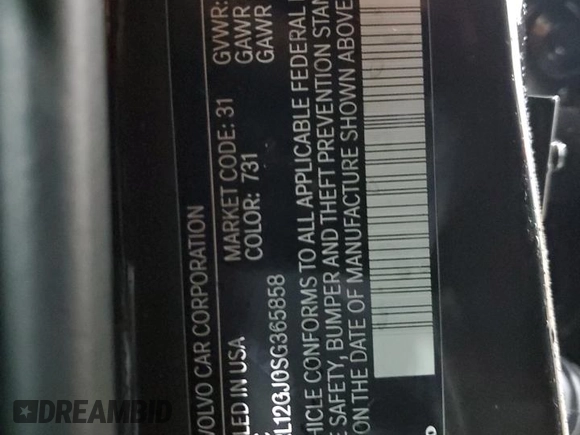 VOLVO CAR CORPORATION
LED IN USA
MARKET CODE: 31
COLOR: 731
GVWR:
GAWR
GAWR
L12GJ0SG365858
HICLE CONFORMS TO ALL APPLICABLE FEDERAL
E SAFETY, BUMPER AND THEFT PREVENTION STAN
ON THE DATE OF MANUFACTURE SHOWN ABOVE
DREAMBID